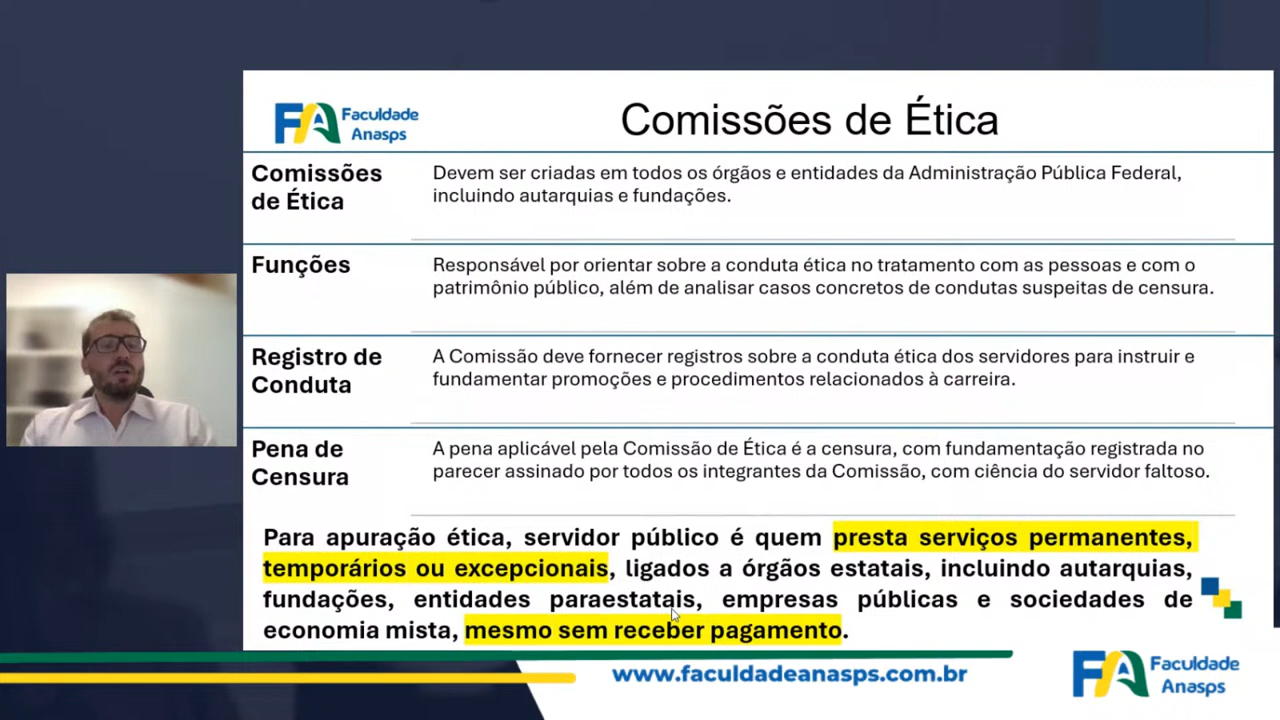 Faculdade
Anasps
Comissões de Ética
Comissões
de Ética
Devem ser criadas em todos os órgãos e entidades da Administração Pública Federal,
incluindo autarquias e fundações.
Funções
Responsável por orientar sobre a conduta ética no tratamento com as pessoas e com o
patrimônio público, além de analisar casos concretos de condutas suspeitas de censura.
Registro de
Conduta
A Comissão deve fornecer registros sobre a conduta ética dos servidores para instruir e
fundamentar promoções e procedimentos relacionados à carreira.
Pena de
Censura
A pena aplicável pela Comissão de Ética é a censura, com fundamentação registrada no
parecer assinado por todos os integrantes da Comissão, com ciência do servidor faltoso.
Para apuração ética, servidor público é quem presta serviços permanentes,
temporários ou excepcionais, ligados a órgãos estatais, incluindo autarquias,
fundações, entidades paraestatais, empresas públicas e sociedades de
economia mista, mesmo sem receber pagamento.
www.faculdadeanasps.com.br
Faculdade
Anasps